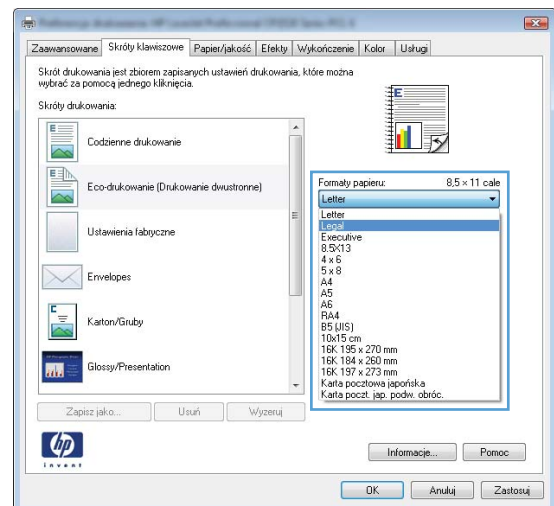 Zaawansowane Skróty klawiszowe Papier/jakość Efekty Wykończenie Kolor Usługi
Skrót drukowania jest zbiorem zapisanych ustawień drukowania, które można
wybrać za pomocą jednego kliknięcia.
Skróty drukowania:
Codzienne drukowanie
Eco-drukowanie (Drukowanie dwustronne)
Ustawienia fabryczne
Envelopes
Karton/Gruby
Glossy/Presentation
Formaty papieru: 8,5 × 11 cale
Letter
Letter
Legal
Executive
8.5X13
4 x 6
5 x 8
A4
A5
A6
RA4
B5 (JIS)
10x15 cm
16K 195 x 270 mm
16K 184 x 260 mm
16K 197 x 273 mm
Karta pocztowa japońska
Karta poczt. jap. podw. obróc.
Zapisz jako... Usuń Wyzeruj
hp
invent
Informacje... Pomoc
OK Anuluj Zastosuj